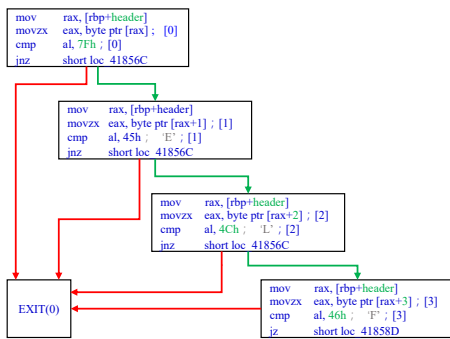 mov rax, [rbp+header]
movzx eax, byte ptr [rax] ; [0]
cmp al, 7Fh ; [0]
jnz short loc_41856C
mov rax, [rbp+header]
movzx eax, byte ptr [rax+1] ; [1]
cmp al, 45h ; 'E' ; [1]
jnz short loc_41856C
mov rax, [rbp+header]
movzx eax, byte ptr [rax+2] ; [2]
cmp al, 4Ch ; 'L' ; [2]
jnz short loc_41856C
EXIT(0)
mov rax, [rbp+header]
movzx eax, byte ptr [rax+3] ; [3]
cmp al, 46h ; 'F' ; [3]
jz short loc_41858D